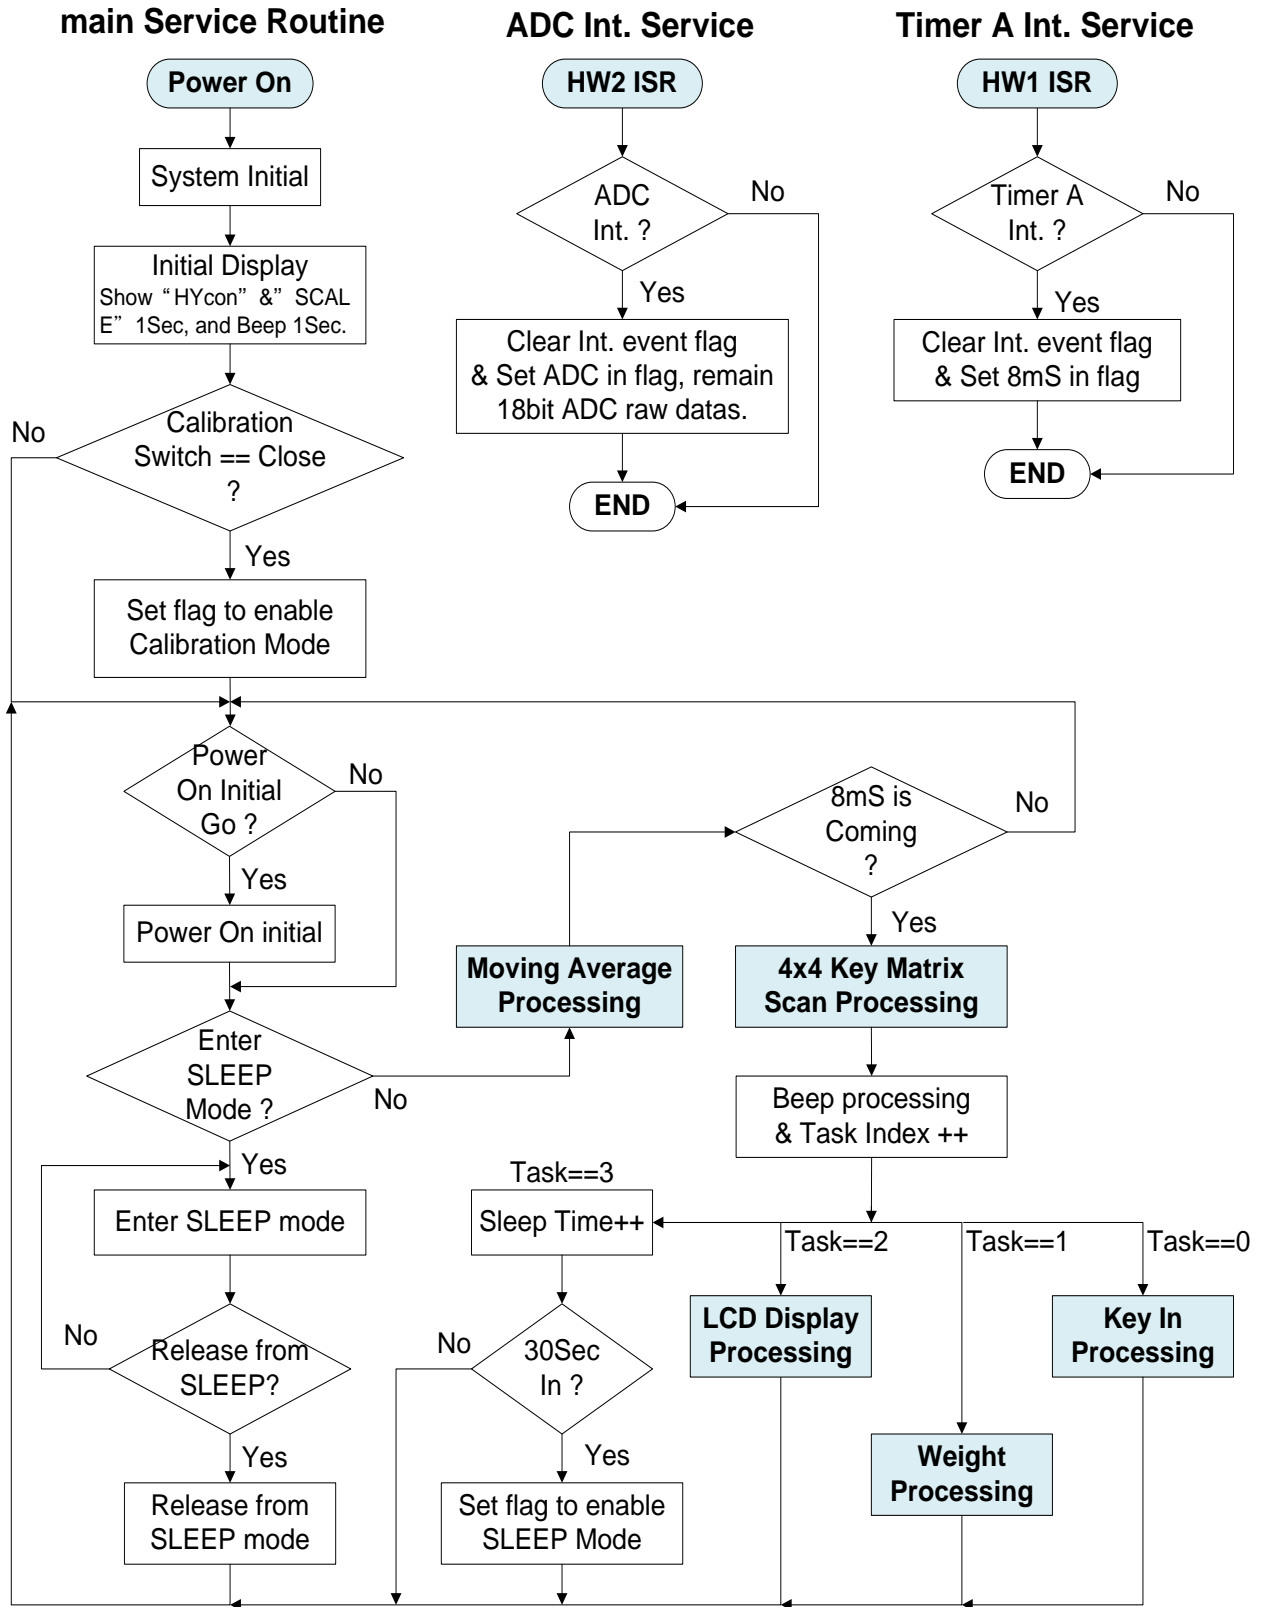 main Service Routine
Power On
System Initial
Initial Display
Show “HYcon” &” SCAL
E” 1Sec, and Beep 1Sec.
Calibration
Switch == Close
?
No
Yes
Set flag to enable
Calibration Mode
Power
On Initial
Go ?
No
Yes
Power On initial
Enter
SLEEP
Mode ?
No
Yes
Enter SLEEP mode
Release from
SLEEP?
No
Yes
Release from
SLEEP mode
ADC Int. Service
HW2 ISR
ADC
Int. ?
No
Yes
Clear Int. event flag
& Set ADC in flag, remain
18bit ADC raw datas.
END
Timer A Int. Service
HW1 ISR
Timer A
Int. ?
No
Yes
Clear Int. event flag
& Set 8mS in flag
END
Moving Average
Processing
8mS is
Coming
?
No
Yes
4x4 Key Matrix
Scan Processing
Beep processing
& Task Index ++
Task==3
Sleep Time++
30Sec
In ?
No
Yes
Set flag to enable
SLEEP Mode
Task==2
LCD Display
Processing
Task==1
Weight
Processing
Task==0
Key In
Processing